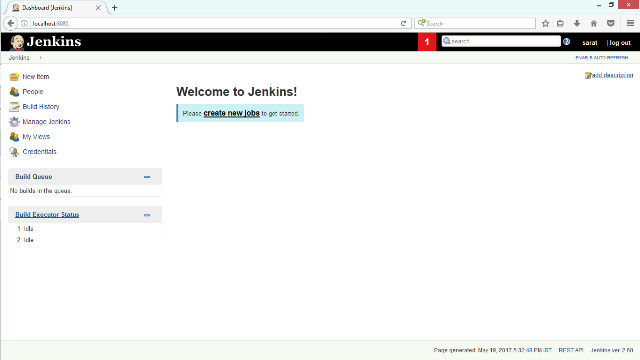 Dashboard [Jenkins]
localhost:8080
Search
Jenkins
1
search
sarat
| log out
Jenkins
ENABLE AUTO REFRESH
New Item
People
Build History
Manage Jenkins
My Views
Credentials
add description
Welcome to Jenkins!
Please create new jobs to get started.
Build Queue
No builds in the queue.
Build Executor Status
1 Idle
2 Idle
Page generated: May 19, 2017 5:32:48 PM IST
REST API
Jenkins ver. 2.60